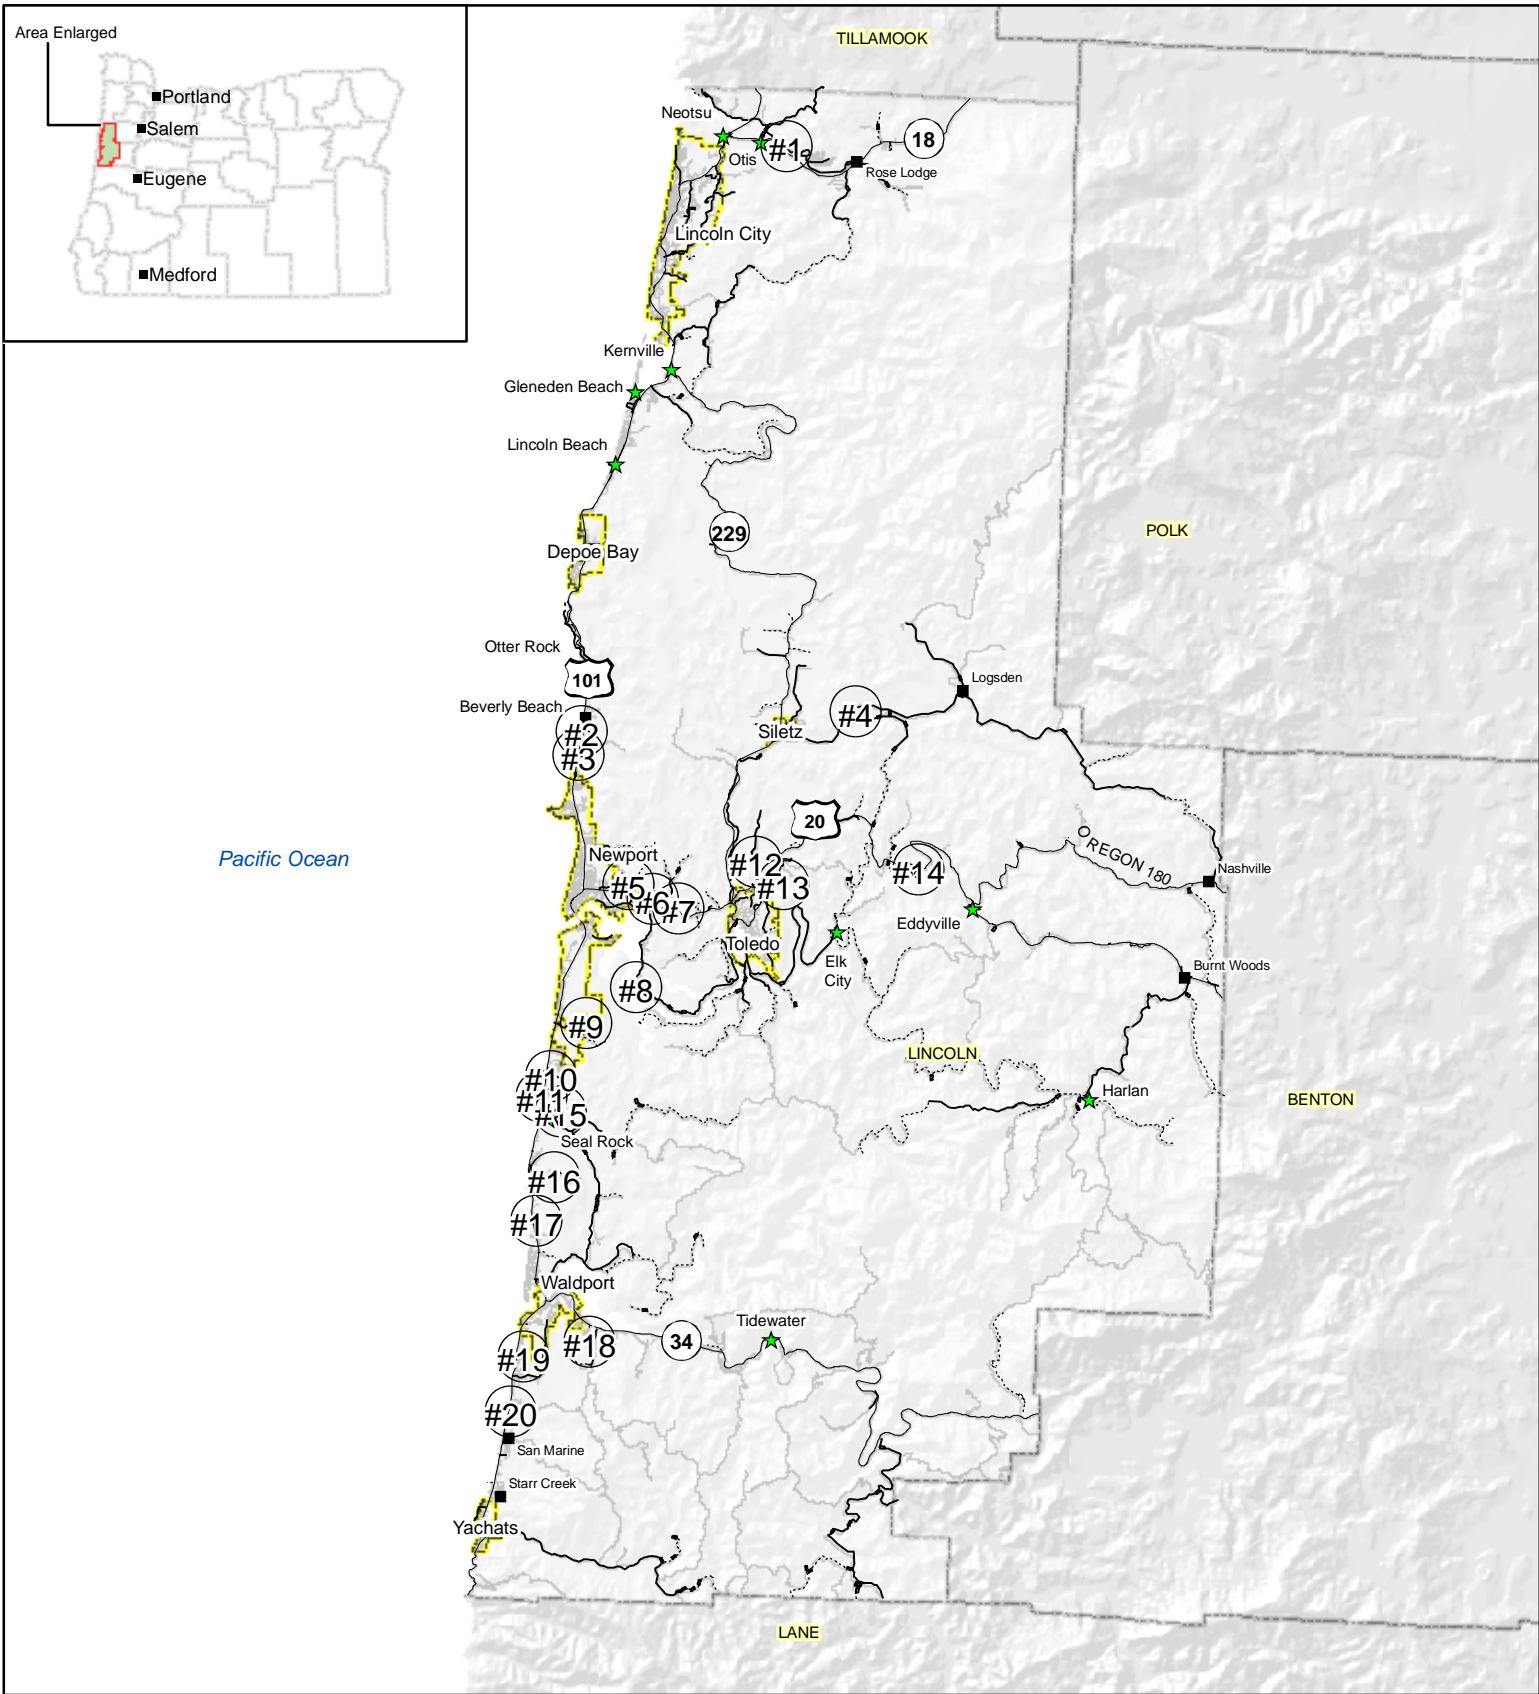 Area Enlarged
Portland
Salem
Eugene
Medford
TILLAMOOK
Neotsu
Otis
#1
18
Rose Lodge
Lincoln City
Kernville
Gleneden Beach
Lincoln Beach
229
POLK
Depoe Bay
Otter Rock
101
Logsden
Beverly Beach
#2
#3
#4
Siletz
20
OREGON 180
Pacific Ocean
Newport
#12
#14
Nashville
#5
#6
#7
#13
Eddyville
Toledo
Elk
City
Burnt Woods
#8
#9
LINCOLN
#10
#11
#15
Harlan
BENTON
Seal Rock
#16
#17
Waldport
Tidewater
34
#18
#19
#20
San Marine
Starr Creek
Yachats
LANE